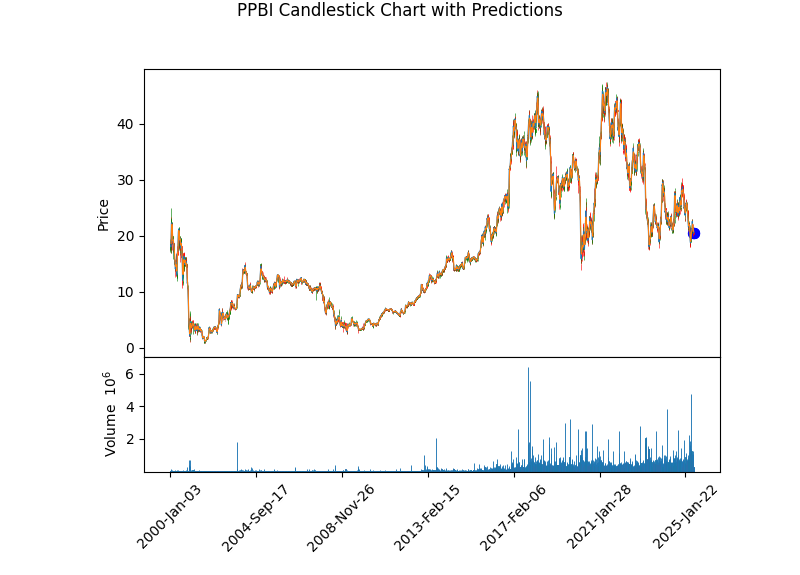 PPBI Candlestick Chart with Predictions
40
30
20
10
0
Price
6
4
2
Volume 10^6
2000-Jan-03
2004-Sep-17
2008-Nov-26
2013-Feb-15
2017-Feb-06
2021-Jan-28
2025-Jan-22